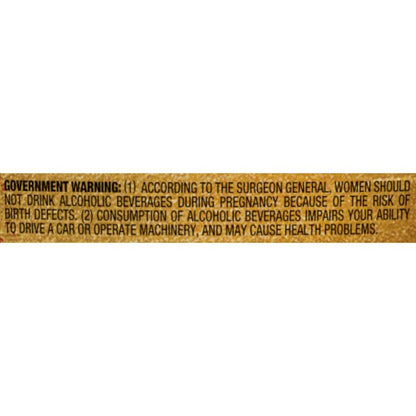 GOVERNMENT WARNING: (1) ACCORDING TO THE SURGEON GENERAL, WOMEN SHOULD
NOT DRINK ALCOHOLIC BEVERAGES DURING PREGNANCY BECAUSE OF THE RISK OF
BIRTH DEFECTS. (2) CONSUMPTION OF ALCOHOLIC BEVERAGES IMPAIRS YOUR ABILITY
TO DRIVE A CAR OR OPERATE MACHINERY, AND MAY CAUSE HEALTH PROBLEMS.